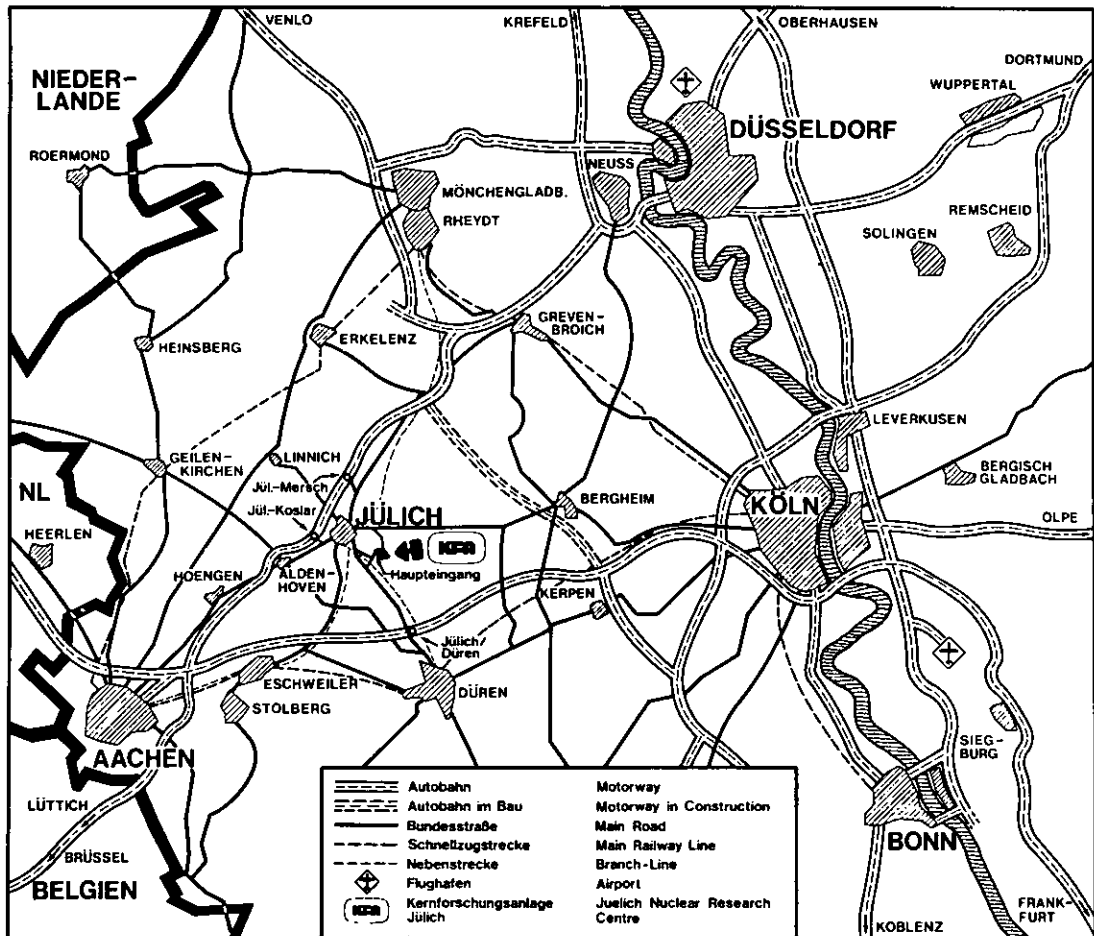 VENLO
KREFELD
OBERHAUSEN
DORTMUND
NIEDER-
LANDE
WUPPERTAL
DÜSSELDORF
ROERMOND
NEUSS
MÖNCHENGLADB.
RHEYDT
REMSCHEID
SOLINGEN
GREVEN-
BROICH
ERKELENZ
HEINSBERG
LEVERKUSEN
GEILEN-
KIRCHEN
LINNICH
BERGISCH
GLADBACH
NL
Jül.-Mersch
BERGHEIM
KÖLN
Jül.-Koslar
JÜLICH
OLPE
HEERLEN
KFA
Haupteingang
HOENGEN
ALDEN-
HOVEN
KERPEN
Jülich/
Düren
ESCHWEILER
DÜREN
STOLBERG
SIEG-
BURG
AACHEN
LÜTTICH
BONN
BRÜSSEL
BELGIEN
FRANK-
FURT
KOBLENZ
Autobahn Motorway
Autobahn im Bau Motorway in Construction
Bundesstraße Main Road
Schnellzugstrecke Main Railway Line
Nebenstrecke Branch-Line
Flughafen Airport
KFA Kernforschungsanlage Juelich Nuclear Research
Jülich Centre